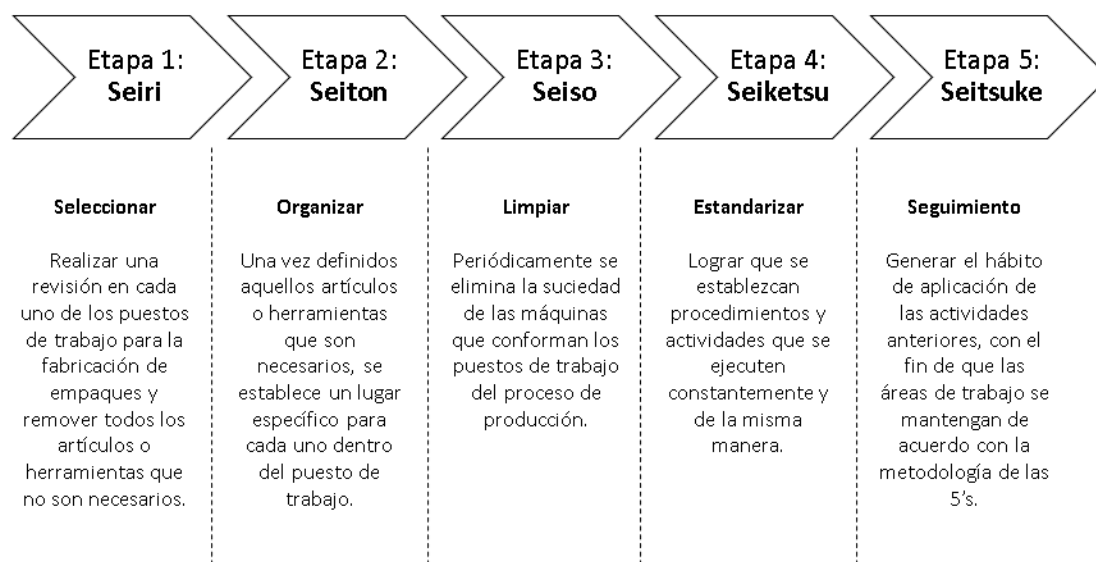 Etapa 1:
Seiri
Etapa 2:
Seiton
Etapa 3:
Seiso
Etapa 4:
Seiketsu
Etapa 5:
Seitsuke
Seleccionar
Realizar una
revisión en cada
uno de los puestos
de trabajo para la
fabricación de
empaques y
remover todos los
artículos o
herramientas que
no son necesarios.
Organizar
Una vez definidos
aquellos artículos
o herramientas
que son
necesarios, se
establece un lugar
específico para
cada uno dentro
del puesto de
trabajo.
Limpiar
Periódicamente se
elimina la suciedad
de las máquinas
que conforman los
puestos de trabajo
del proceso de
producción.
Estandarizar
Lograr que se
establezcan
procedimientos y
actividades que se
ejecuten
constantemente y
de la misma
manera.
Seguimiento
Generar el hábito
de aplicación de
las actividades
anteriores, con el
fin de que las
áreas de trabajo se
mantengan de
acuerdo con la
metodología de las
5's.